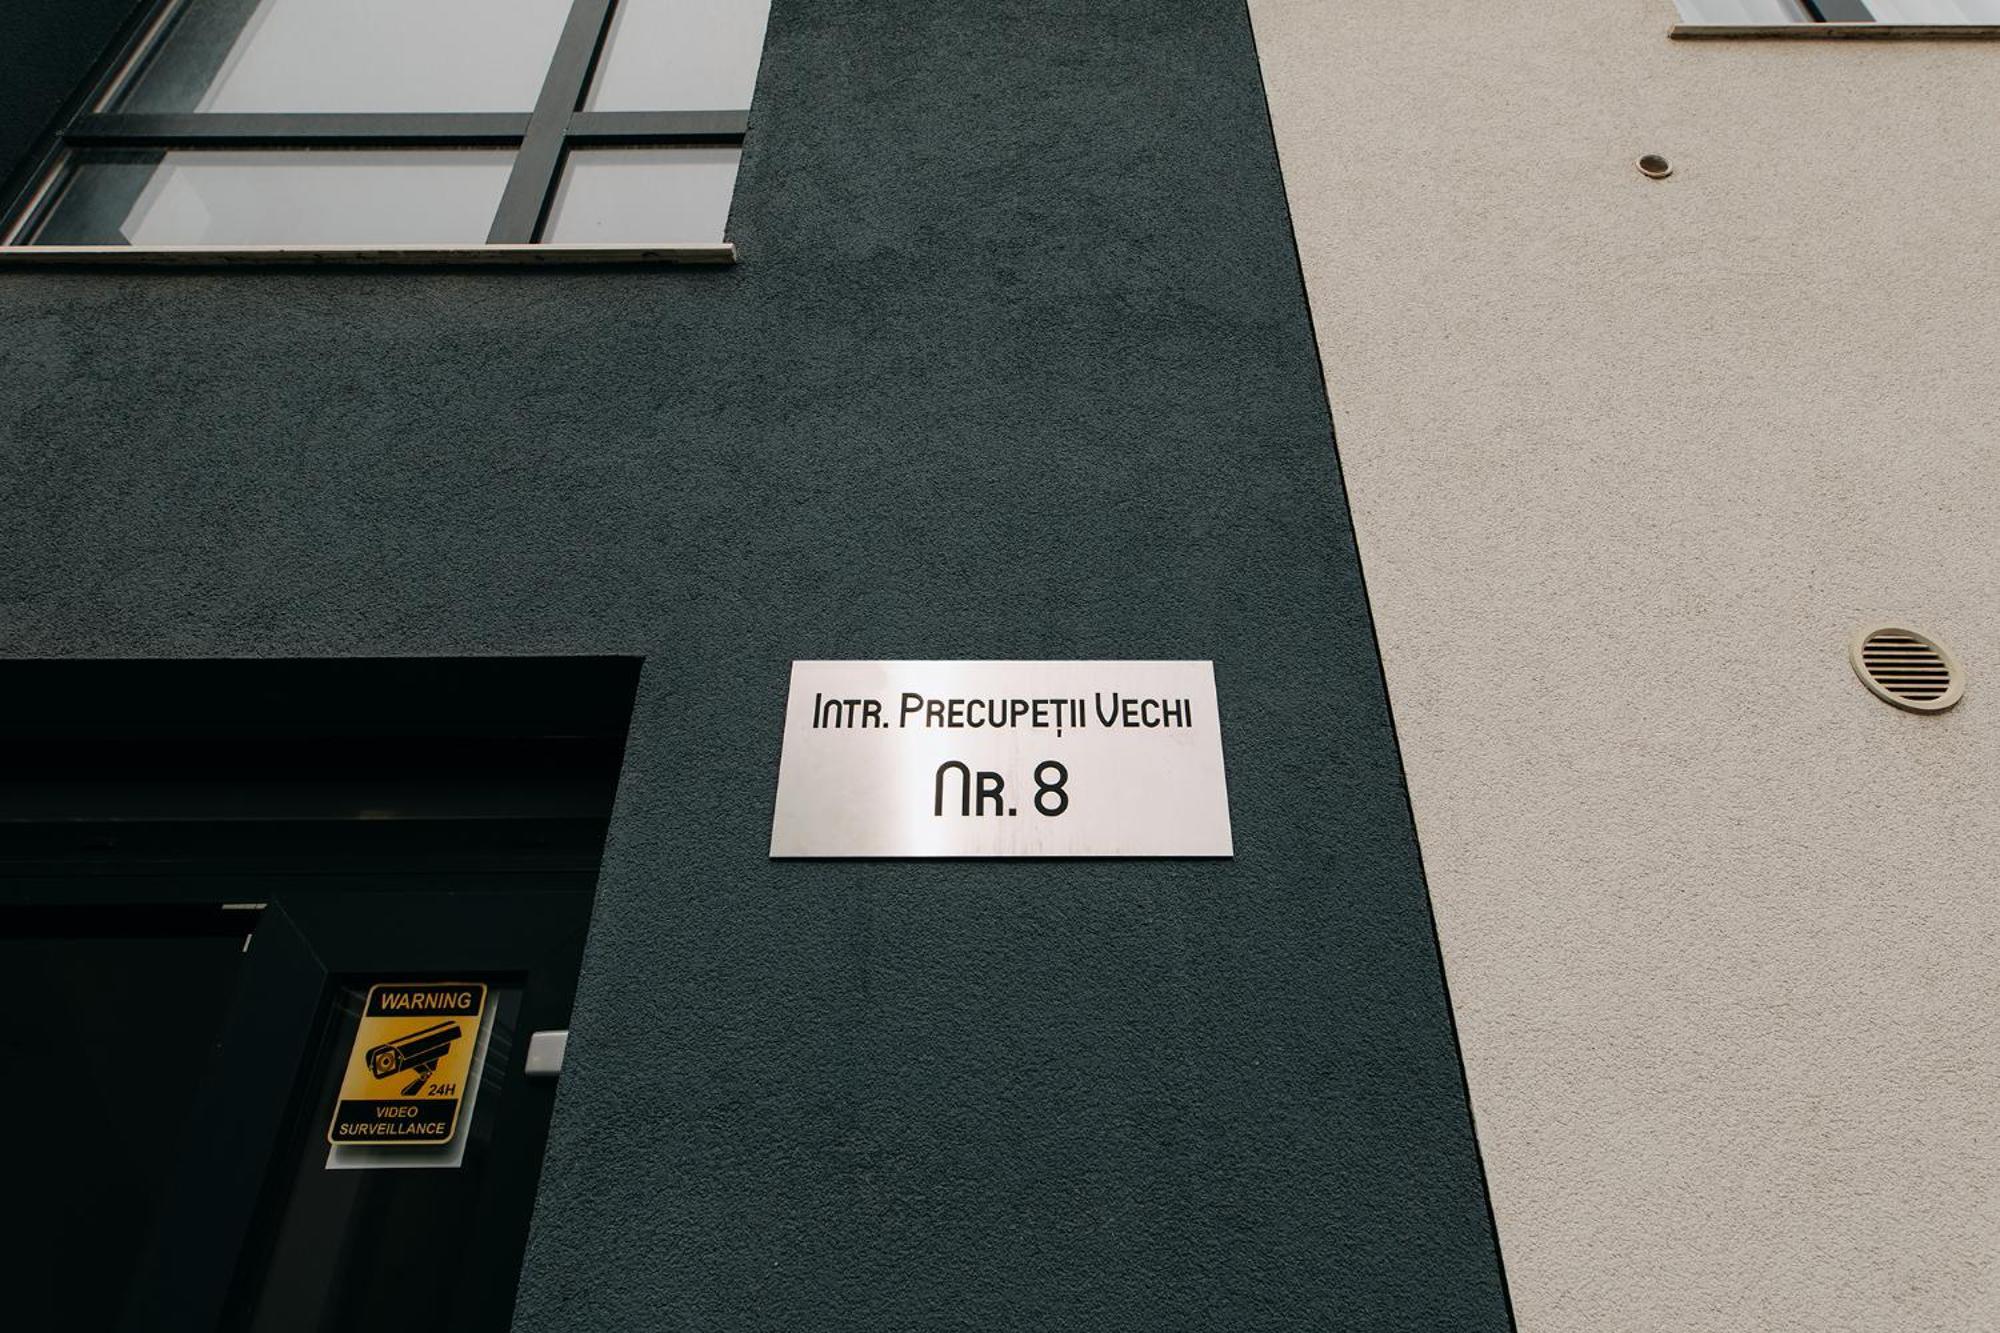 Intr. Precupeții Vechi
Nr. 8
WARNING
24H
VIDEO
SURVEILLANCE